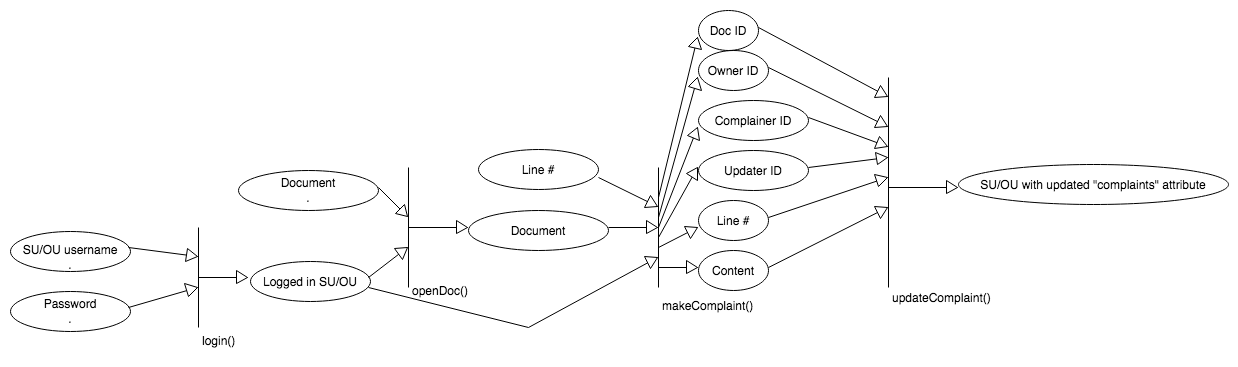 Doc ID
Owner ID
Complainer ID
Updater ID
Line #
Content
Line #
Document
.
Document
SU/OU username
.
Password
.
Logged in SU/OU
login()
openDoc()
makeComplaint()
updateComplaint()
SU/OU with updated "complaints" attribute